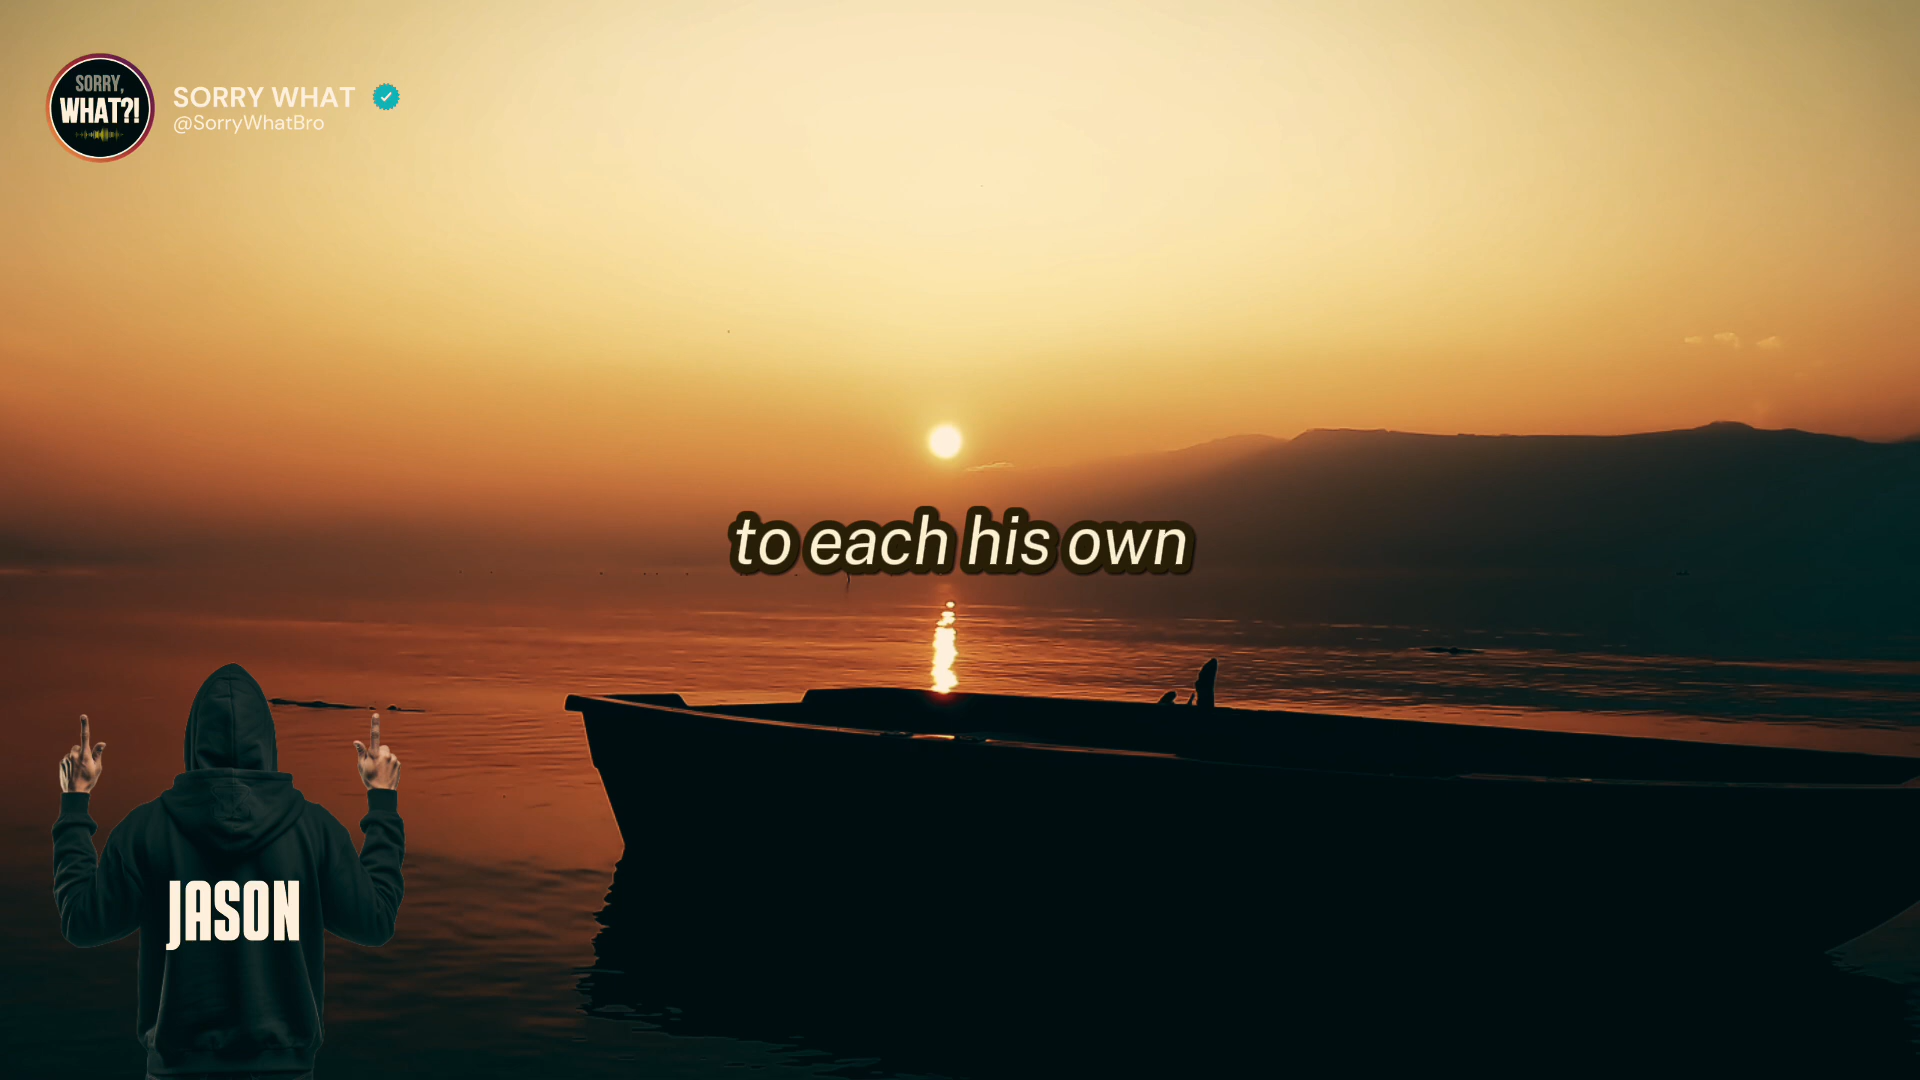 SORRY,
WHAT?!
SORRY WHAT
@SorryWhatBro
to each his own
JASON